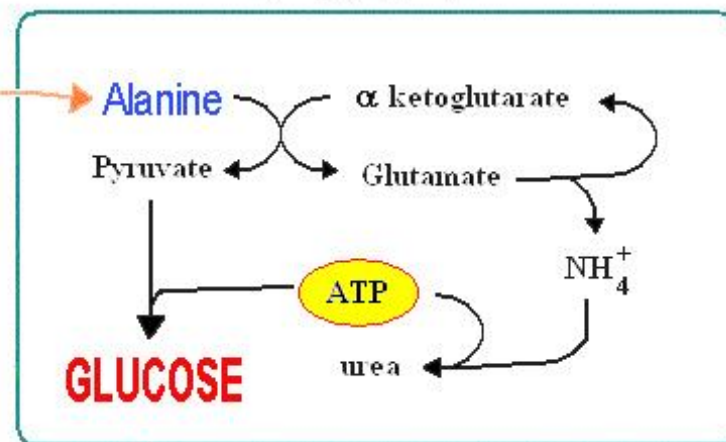 Alanine
α ketoglutarate
Pyruvate
Glutamate
NH4+
ATP
GLUCOSE
urea